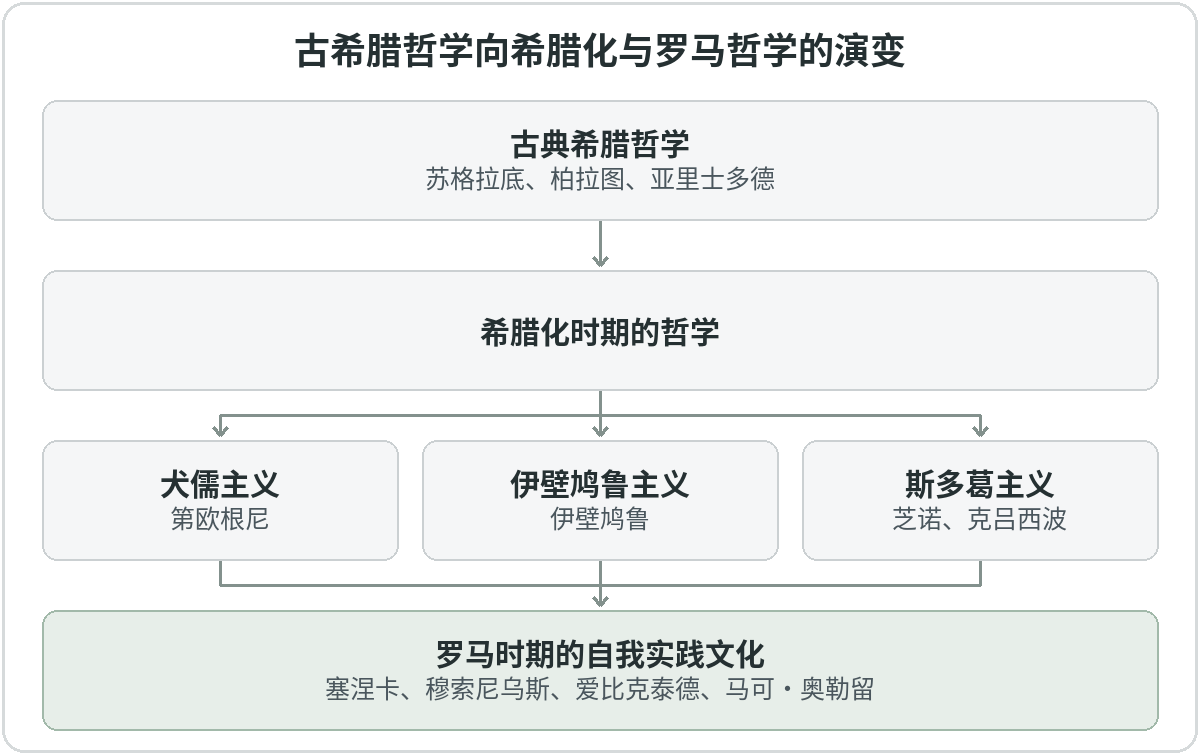 古希腊哲学向希腊化与罗马哲学的演变
古典希腊哲学
苏格拉底、柏拉图、亚里士多德
希腊化时期的哲学
犬儒主义
第欧根尼
伊壁鸠鲁主义
伊壁鸠鲁
斯多葛主义
芝诺、克吕西波
罗马时期的自我实践文化
塞涅卡、穆索尼乌斯、爱比克泰德、马可・奥勒留